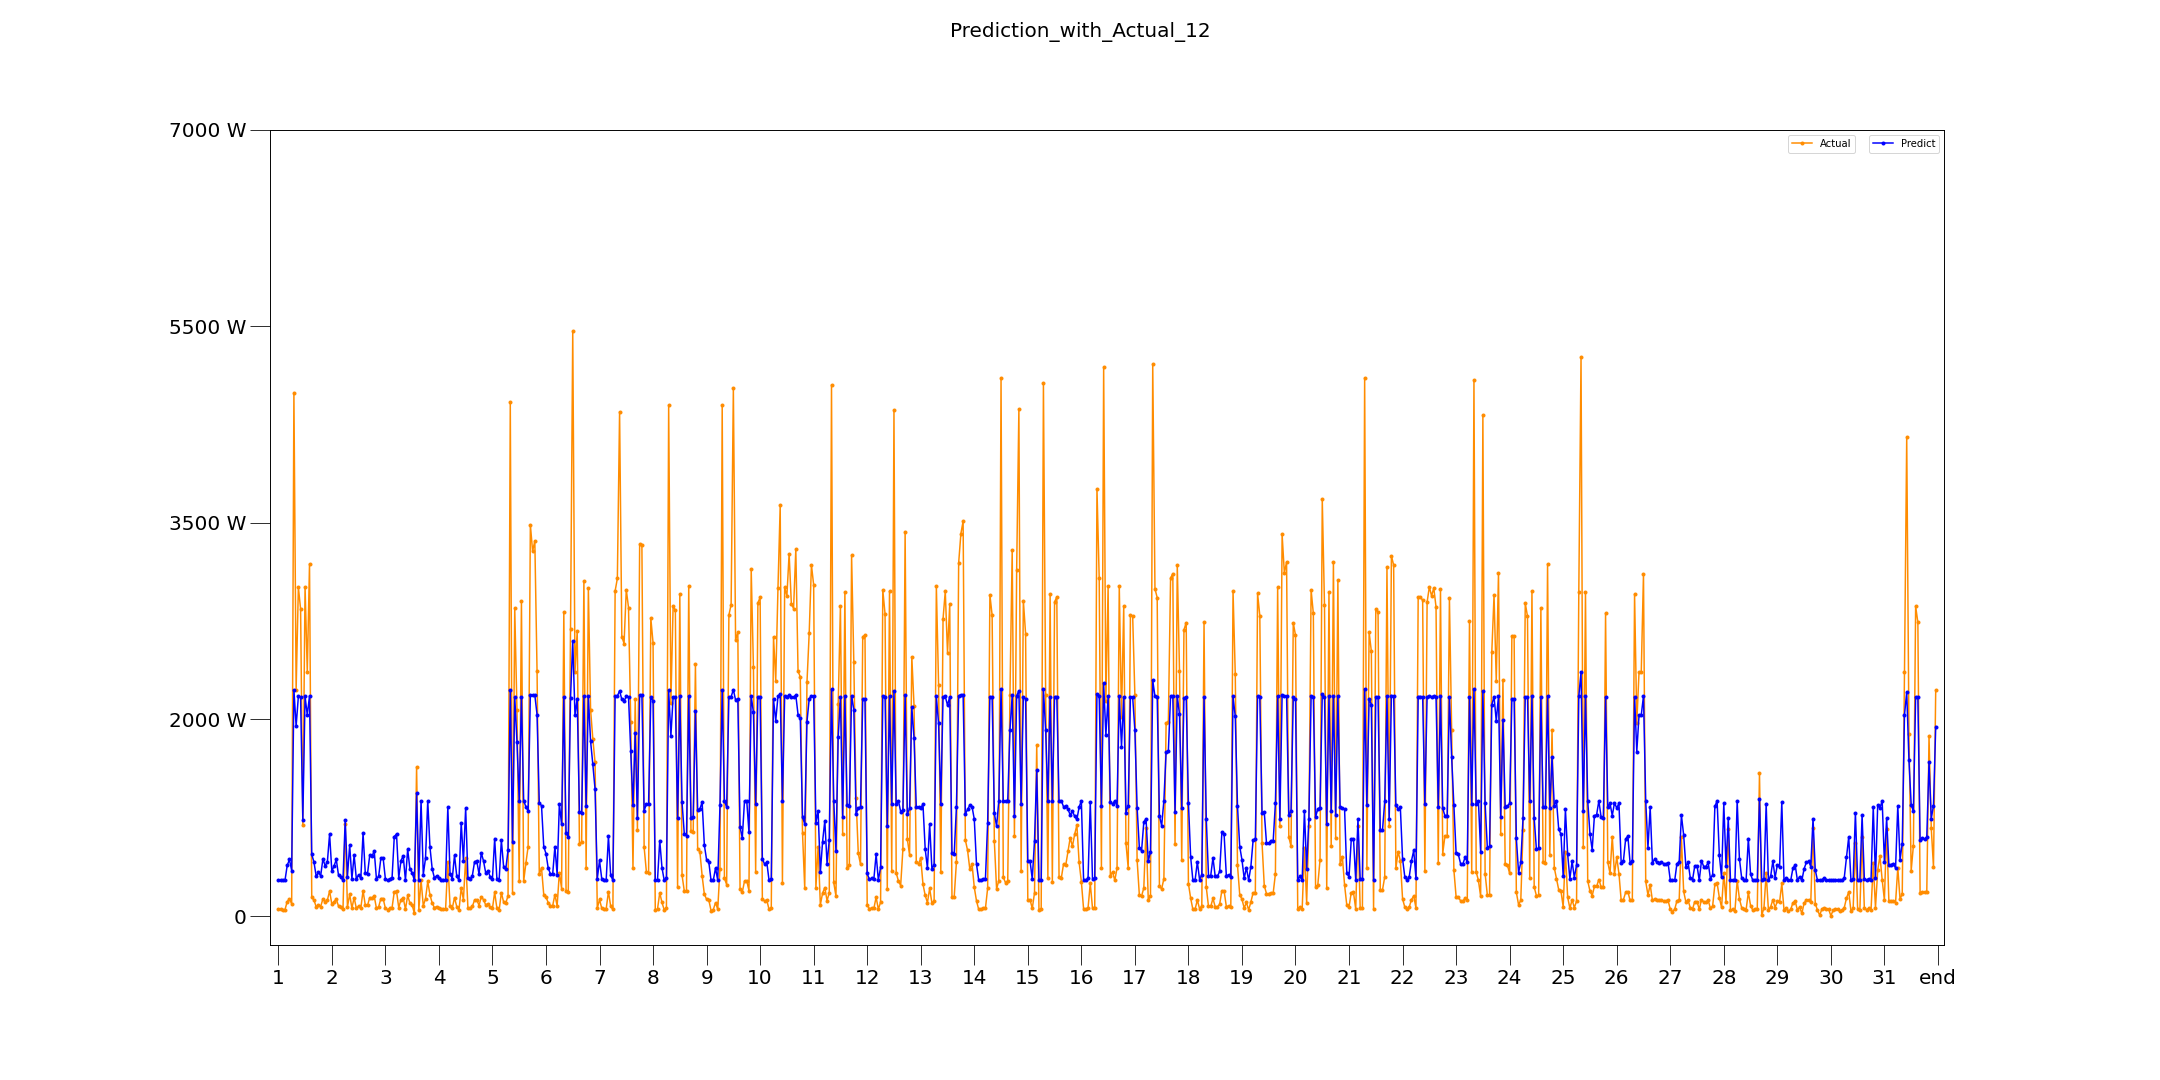 Prediction_with_Actual_12
7000 W
Actual Predict
5500 W
3500 W
2000 W
0
1 2 3 4 5 6 7 8 9 10 11 12 13 14 15 16 17 18 19 20 21 22 23 24 25 26 27 28 29 30 31 end